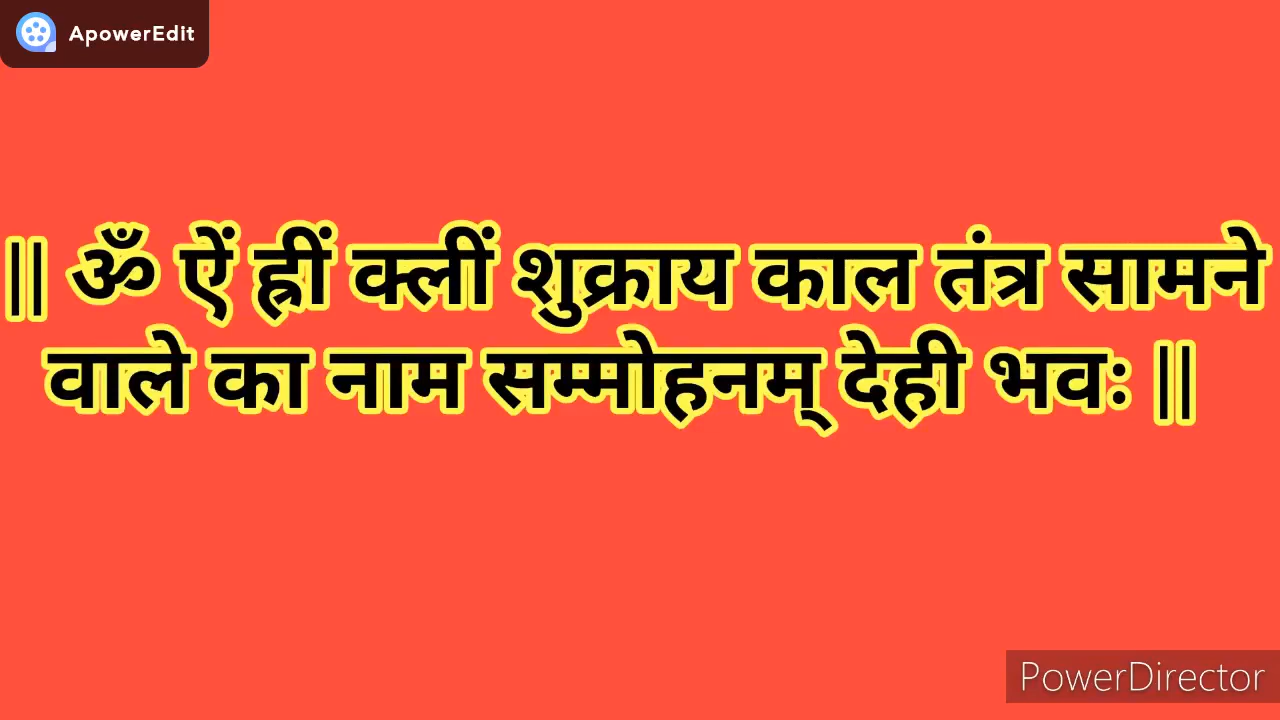 ApowerEdit
|| ॐ ऐं ह्रीं क्लीं शुक्राय काल तंत्र सामने
वाले का नाम सम्मोहनम् देही भवः ||
PowerDirector